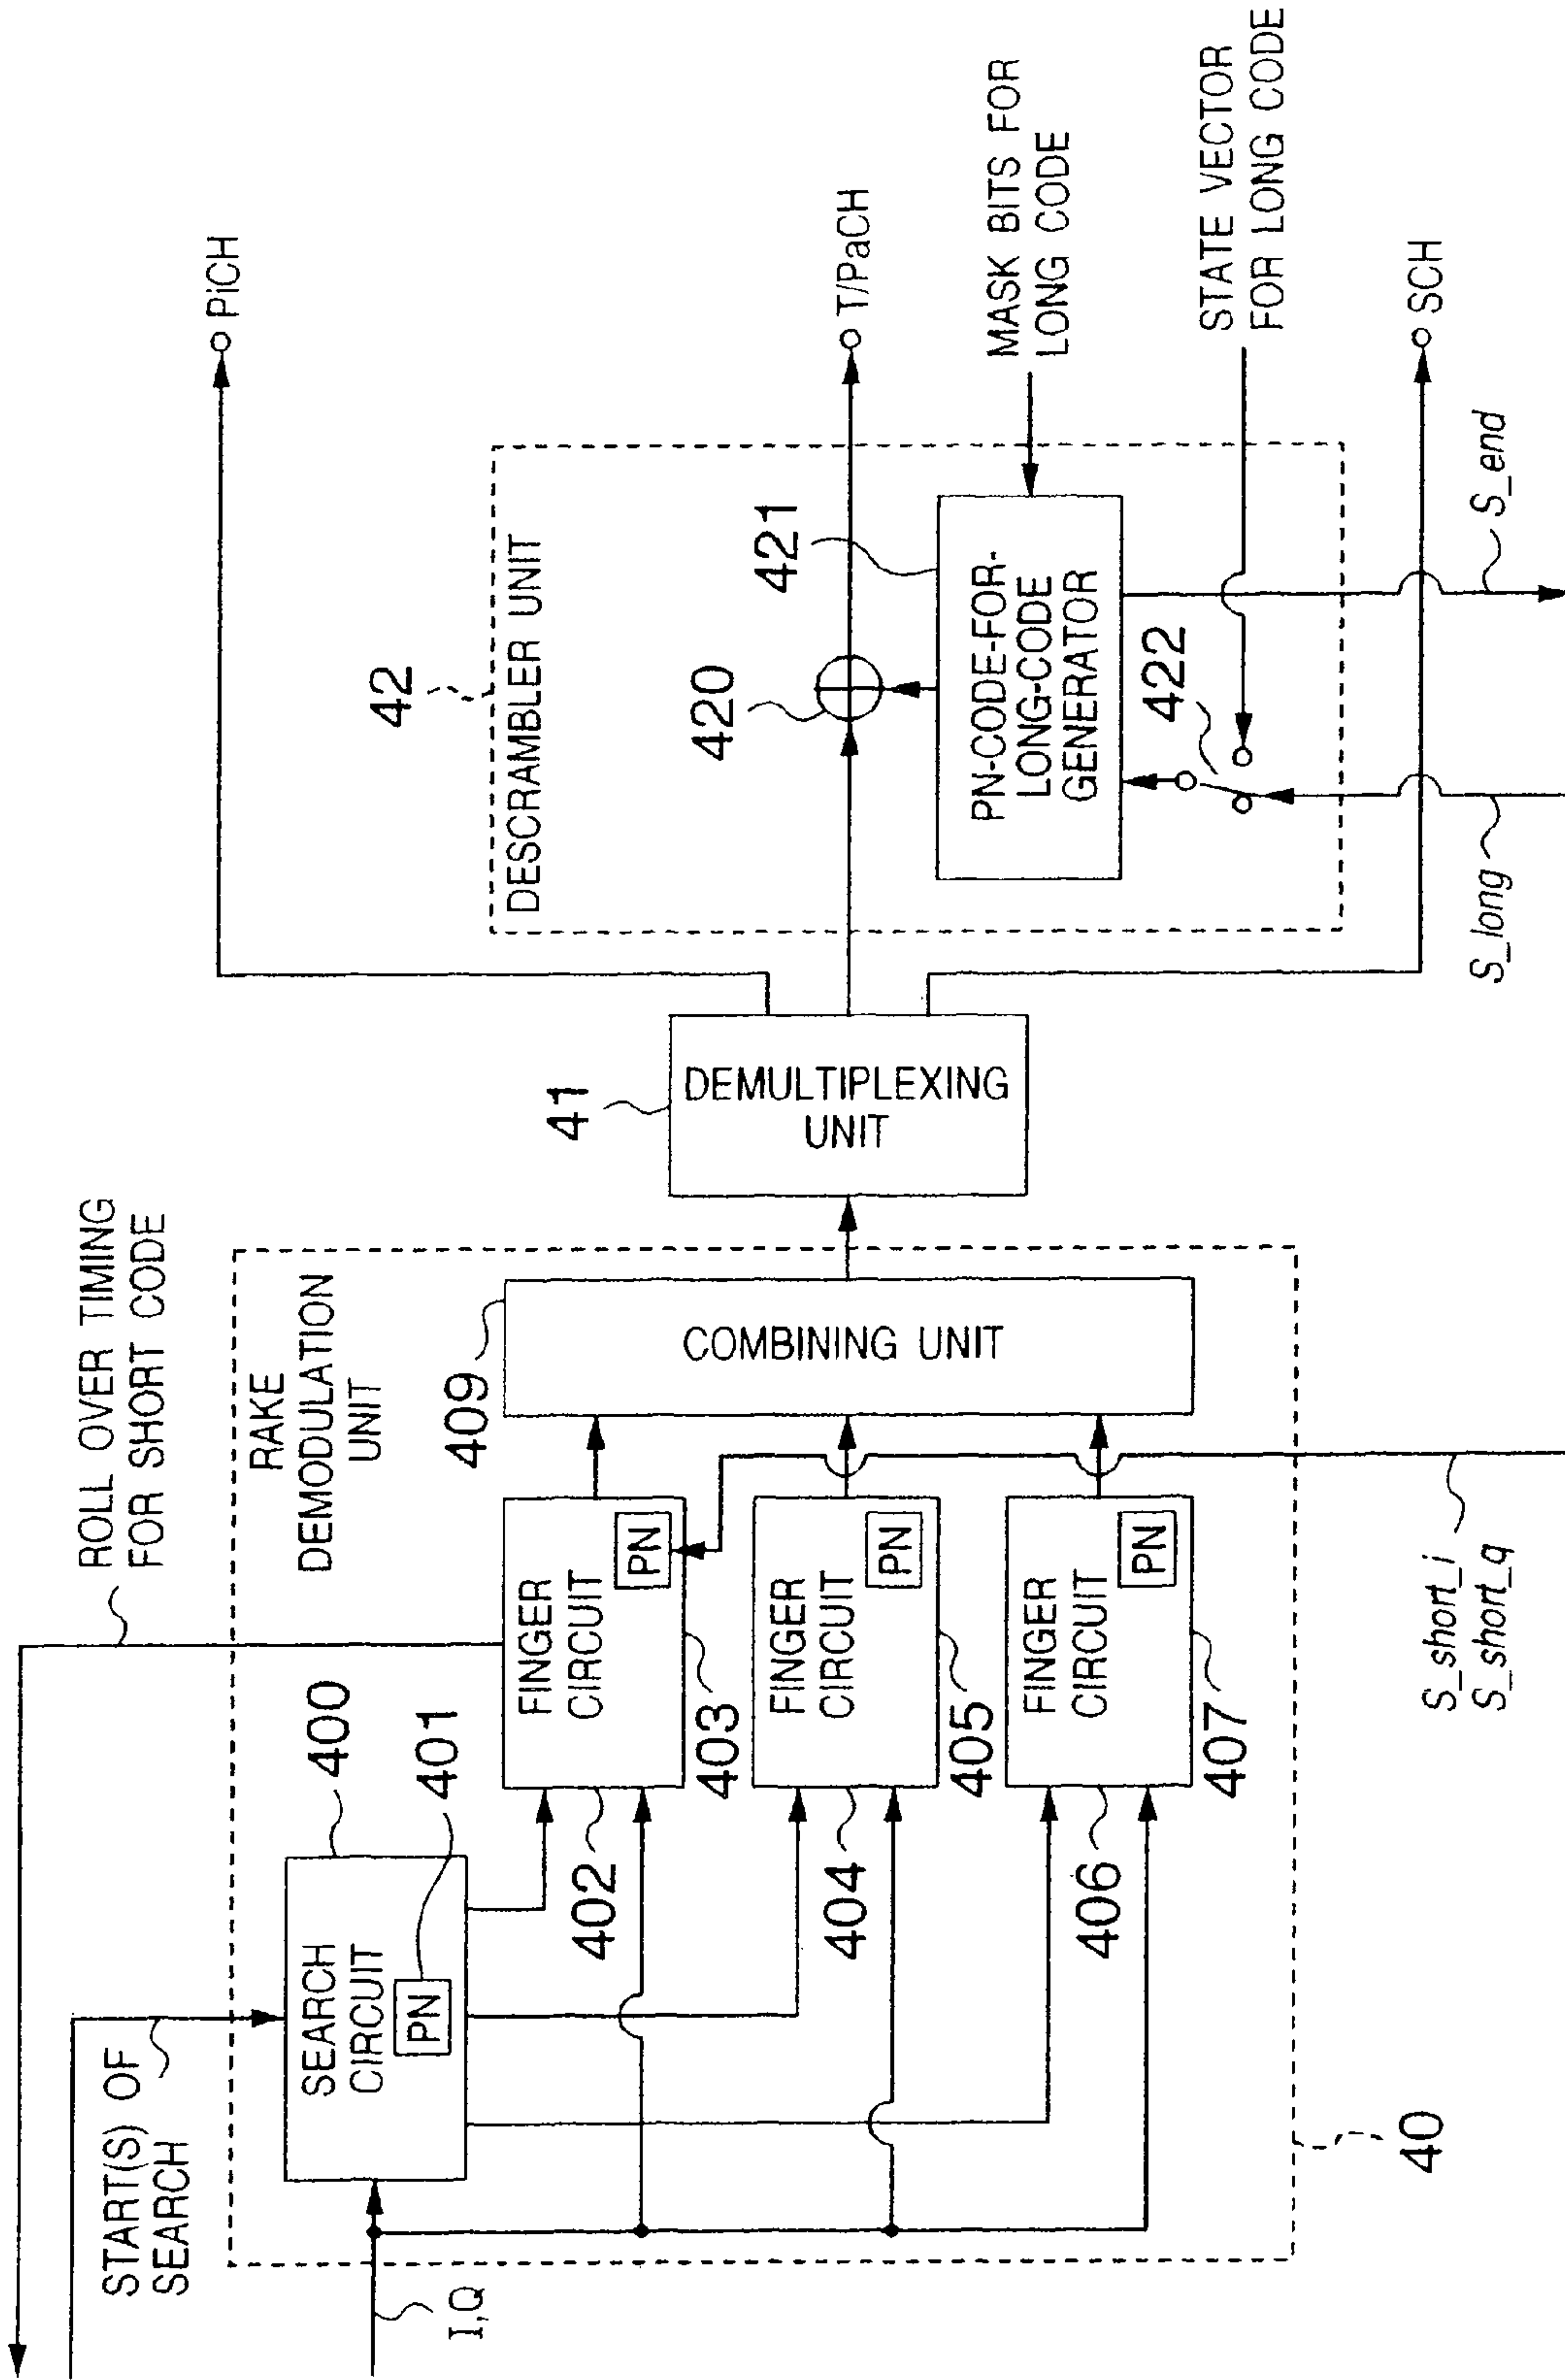 ROLL OVER TIMING
FOR SHORT CODE
START(S) OF
SEARCH
I,Q
RAKE
DEMODULATION
UNIT
40
SEARCH
CIRCUIT
PN
400
401
FINGER
CIRCUIT
PN
402
403
FINGER
CIRCUIT
PN
404
405
FINGER
CIRCUIT
PN
406
407
COMBINING UNIT
409
S_short_i
S_short_q
41
DEMULTIPLEXING
UNIT
42
DESCRAMBLER UNIT
420
421
PN-CODE-FOR-
LONG-CODE
GENERATOR
422
S_long
S_end
PiCH
T/PaCH
MASK BITS FOR
LONG CODE
STATE VECTOR
FOR LONG CODE
SCH